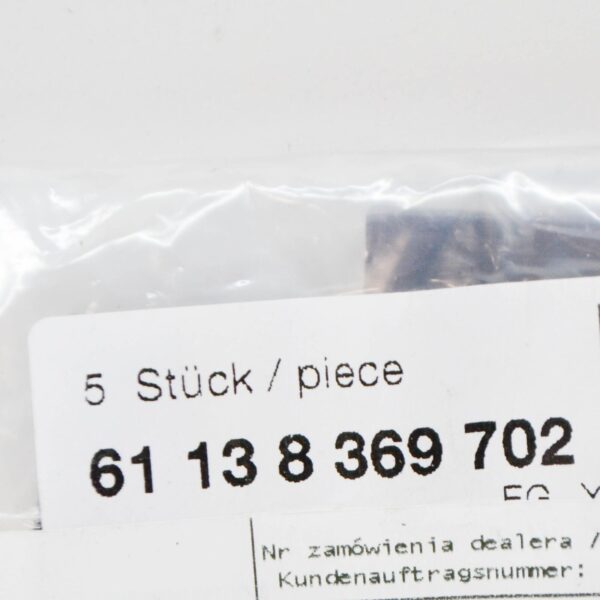 5 Stück / piece
61 13 8 369 702
Nr zamówienia dealera /
Kundenauftragsnummer: